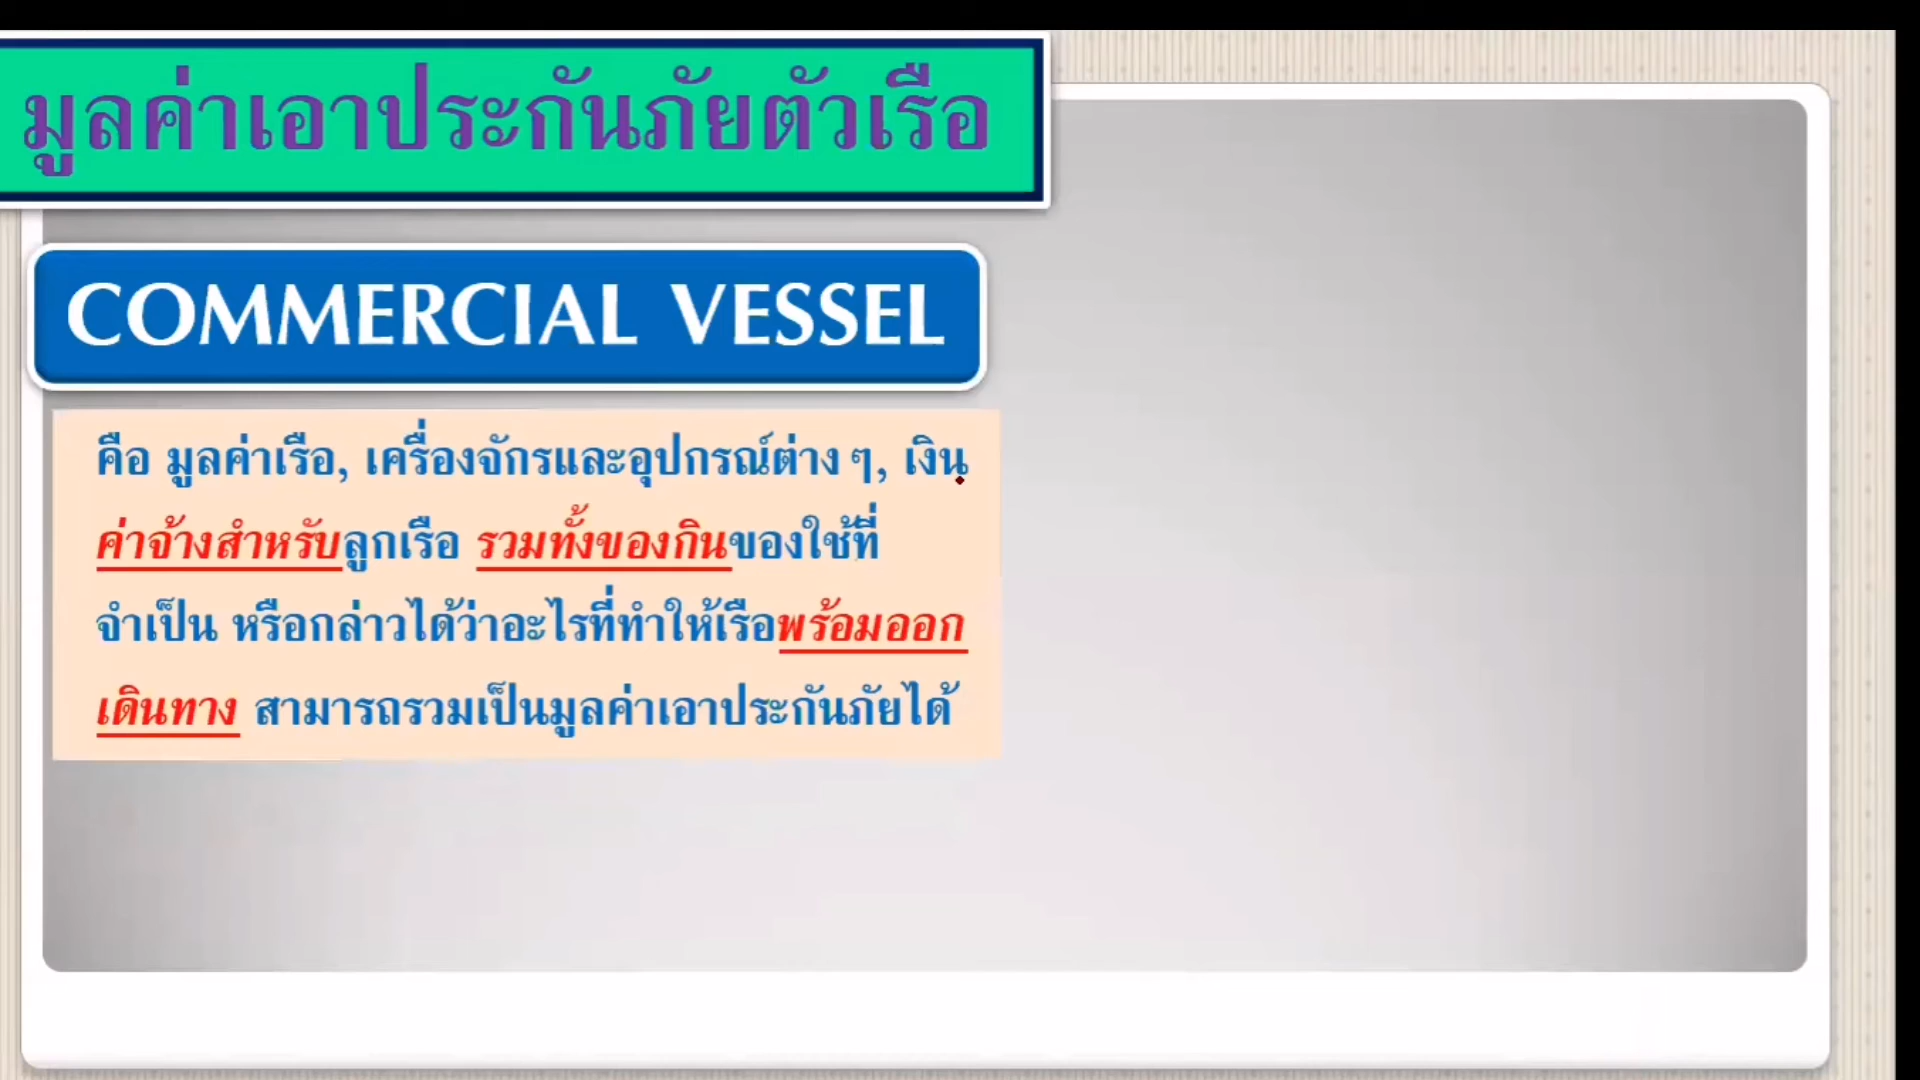 มูลค่าเอาประกันภัยตัวเรือ
COMMERCIAL VESSEL
คือ มูลค่าเรือ, เครื่องจักรและอุปกรณ์ต่าง ๆ, เงิน
ค่าจ้างสำหรับลูกเรือ รวมทั้งของกินของใช้ที่
จำเป็น หรือกล่าวได้ว่าอะไรที่ทำให้เรือพร้อมออก
เดินทาง สามารถรวมเป็นมูลค่าเอาประกันภัยได้